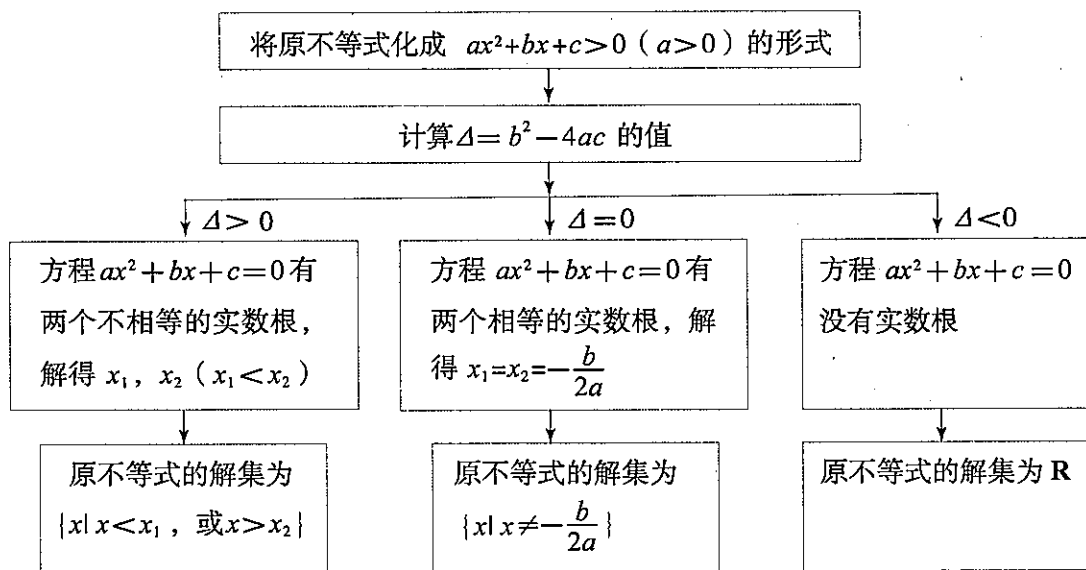 将原不等式化成 ax²+bx+c>0（a>0）的形式
计算Δ= b²−4ac 的值
Δ> 0
Δ=0
Δ<0
方程ax²+bx+c=0有
两个不相等的实数根，
解得 x₁，x₂（x₁<x₂）
方程 ax²+bx+c=0有
两个相等的实数根，解
得 x₁=x₂=−b/2a
方程 ax²+bx+c=0
没有实数根
原不等式的解集为
{x| x<x₁，或x>x₂}
原不等式的解集为
{x| x≠−b/2a}
原不等式的解集为 R